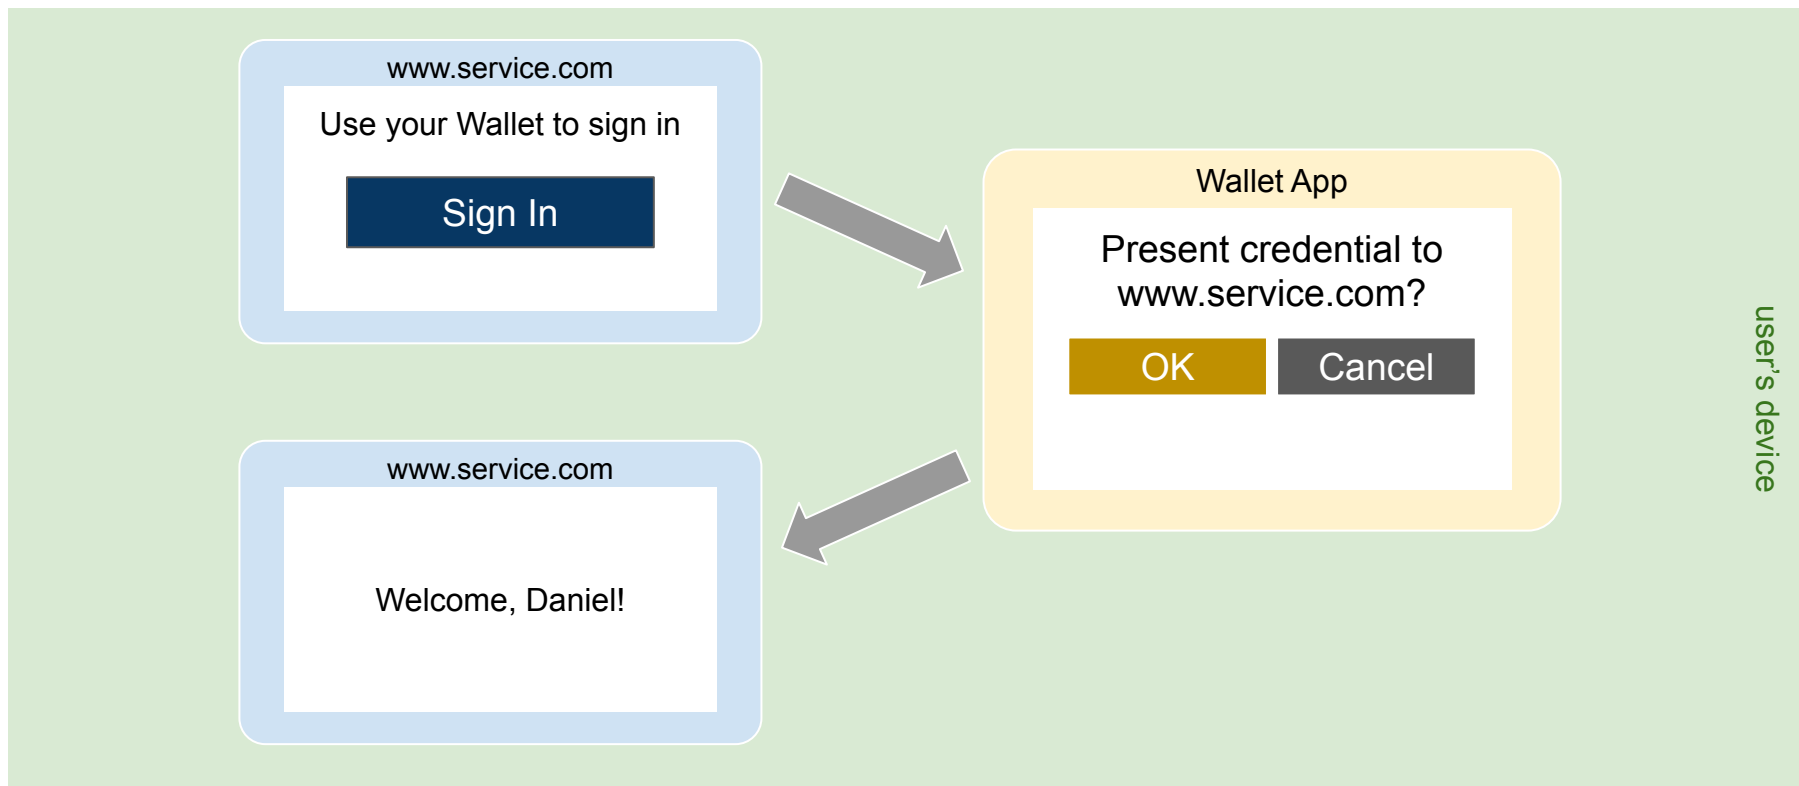 www.service.com
Use your Wallet to sign in
Sign In
Wallet App
Present credential to
www.service.com?
OK
Cancel
www.service.com
Welcome, Daniel!
user’s device